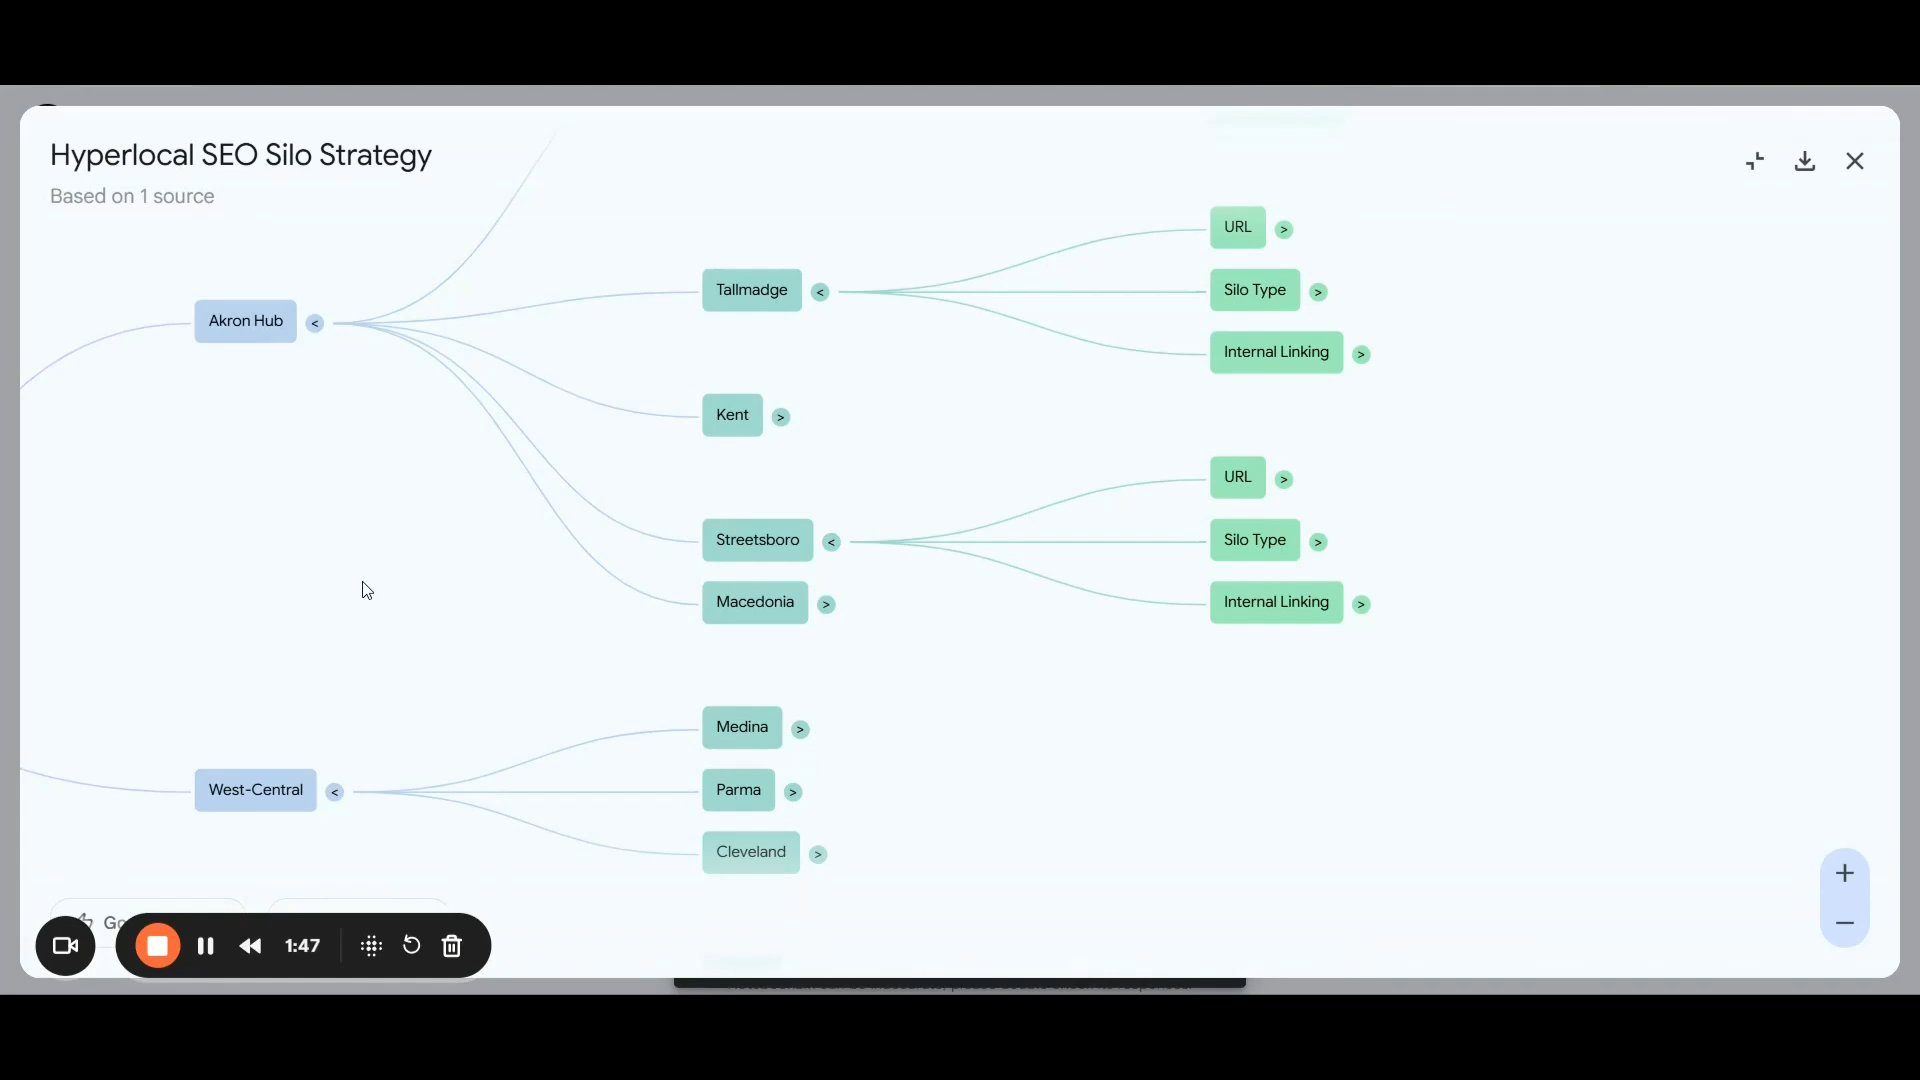 Hyperlocal SEO Silo Strategy
Based on 1 source
URL >
Tallmadge <
Silo Type >
Akron Hub <
Internal Linking >
Kent >
URL >
Streetsboro <
Silo Type >
Macedonia >
Internal Linking >
Medina >
West-Central <
Parma >
Cleveland >
1:47